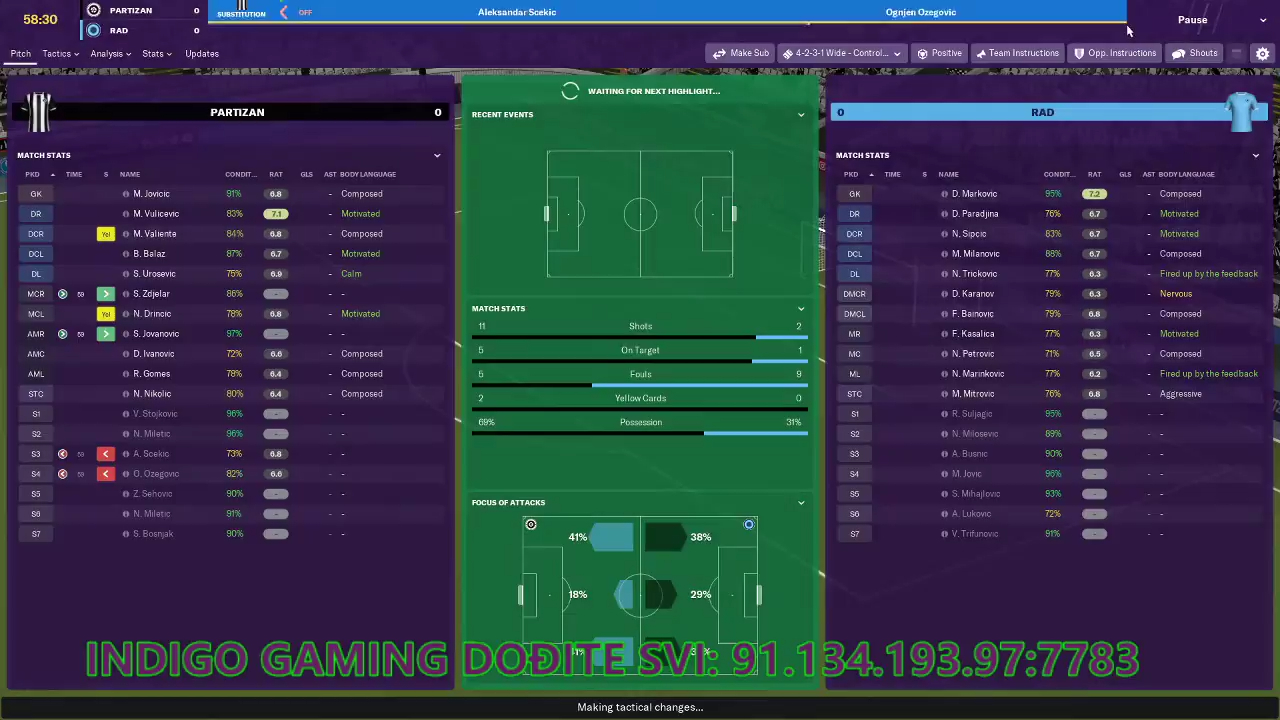 58:30
PARTIZAN 0
RAD 0
SUBSTITUTION OFF Aleksandar Scekic Ognjen Ozegovic
Pause
Pitch Tactics Analysis Stats Updates
Make Sub 4-2-3-1 Wide - Control... Positive Team Instructions Opp. Instructions Shouts
PARTIZAN 0
MATCH STATS
PKD TIME S NAME CONDIT... RAT GLS AST BODY LANGUAGE
GK M. Jovicic 91% 6.8 - Composed
DR M. Vulicevic 83% 7.1 - Motivated
DCR Yel M. Valiente 84% 6.8 - Composed
DCL B. Balaz 87% 6.7 - Motivated
DL S. Urosevic 75% 6.9 - Calm
MCR 59 S. Zdjelar 86% - - -
MCL Yel N. Drincic 78% 6.8 - Motivated
AMR 59 S. Jovanovic 97% - - -
AMC D. Ivanovic 72% 6.6 - Composed
AML R. Gomes 78% 6.4 - Composed
STC N. Nikolic 80% 6.4 - Composed
S1 V. Stojkovic 96% - - -
S2 N. Miletic 96% - - -
S3 59 A. Scekic 73% 6.8 - -
S4 59 O. Ozegovic 82% 6.6 - -
S5 Z. Sehovic 90% - - -
S6 N. Miletic 91% - - -
S7 S. Bosnjak 90% - - -
WAITING FOR NEXT HIGHLIGHT...
RECENT EVENTS
MATCH STATS
11 Shots 2
5 On Target 1
5 Fouls 9
2 Yellow Cards 0
69% Possession 31%
FOCUS OF ATTACKS
41% 38%
18% 29%
0 RAD
MATCH STATS
PKD TIME S NAME CONDIT... RAT GLS AST BODY LANGUAGE
GK D. Markovic 95% 7.2 - Composed
DR D. Paradjina 76% 6.7 - Motivated
DCR N. Sipcic 83% 6.7 - Motivated
DCL M. Milanovic 88% 6.7 - Composed
DL N. Trickovic 77% 6.3 - Fired up by the feedback
DMCR D. Karanov 79% 6.3 - Nervous
DMCL F. Bainovic 79% 6.8 - Composed
MR F. Kasalica 77% 6.3 - Motivated
MC N. Petrovic 71% 6.5 - Composed
ML N. Marinkovic 77% 6.2 - Fired up by the feedback
STC M. Mitrovic 76% 6.8 - Aggressive
S1 R. Suljagic 95% - - -
S2 N. Milosevic 89% - - -
S3 A. Busnic 90% - - -
S4 M. Jovic 96% - - -
S5 S. Mihajlovic 93% - - -
S6 A. Lukovic 72% - - -
S7 V. Trifunovic 91% - - -
INDIGO GAMING DOĐITE SVI: 91.134.193.97:7783
Making tactical changes...